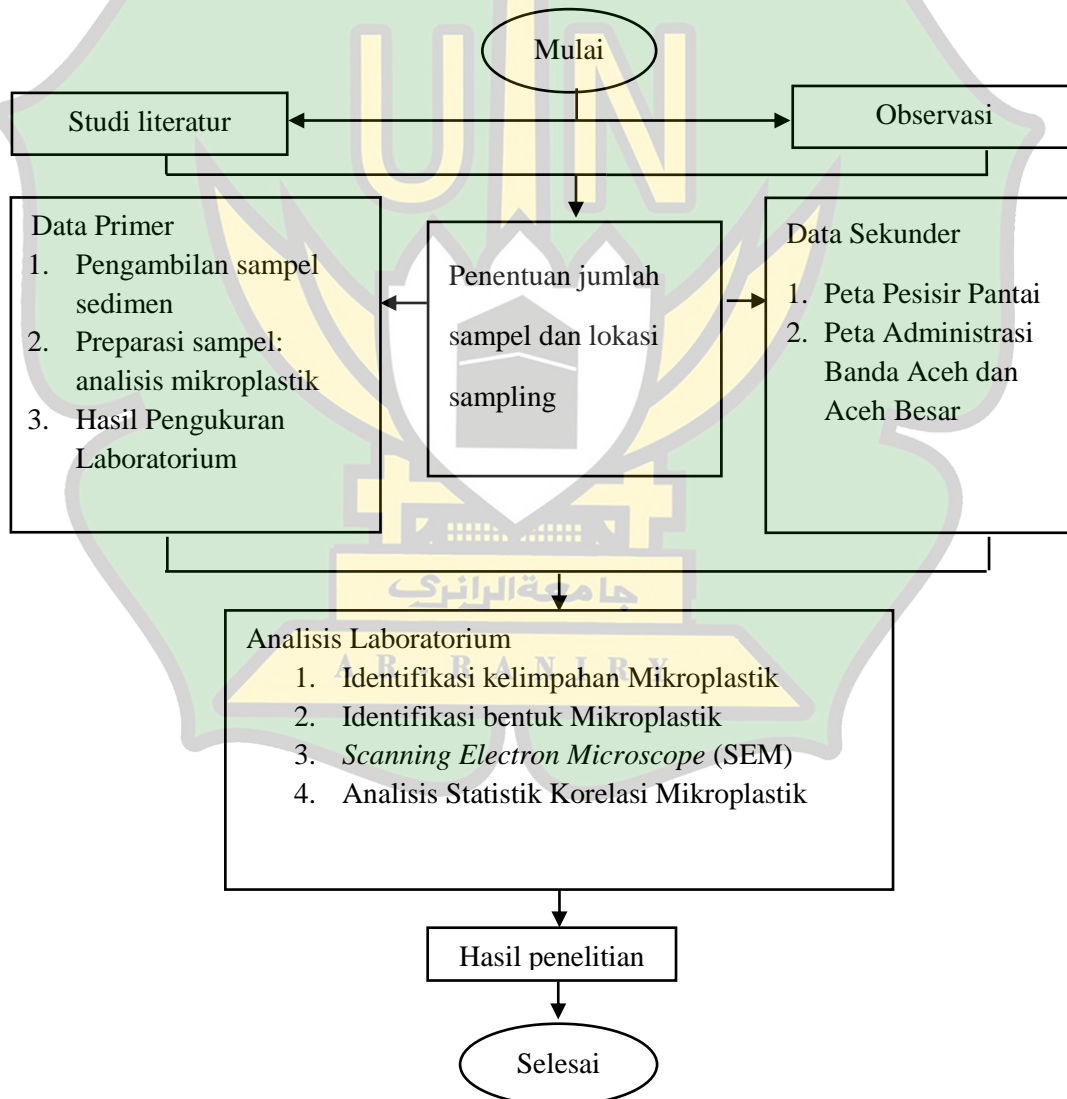 UIN
Mulai
Studi literatur
Observasi
Data Primer
1. Pengambilan sampel
sedimen
2. Preparasi sampel:
analisis mikroplastik
3. Hasil Pengukuran
Laboratorium
Penentuan jumlah
sampel dan lokasi
sampling
Data Sekunder
1. Peta Pesisir Pantai
2. Peta Administrasi
Banda Aceh dan
Aceh Besar
جامعة الرانري
AR-RANIRY
Analisis Laboratorium
1. Identifikasi kelimpahan Mikroplastik
2. Identifikasi bentuk Mikroplastik
3. Scanning Electron Microscope (SEM)
4. Analisis Statistik Korelasi Mikroplastik
Hasil penelitian
Selesai